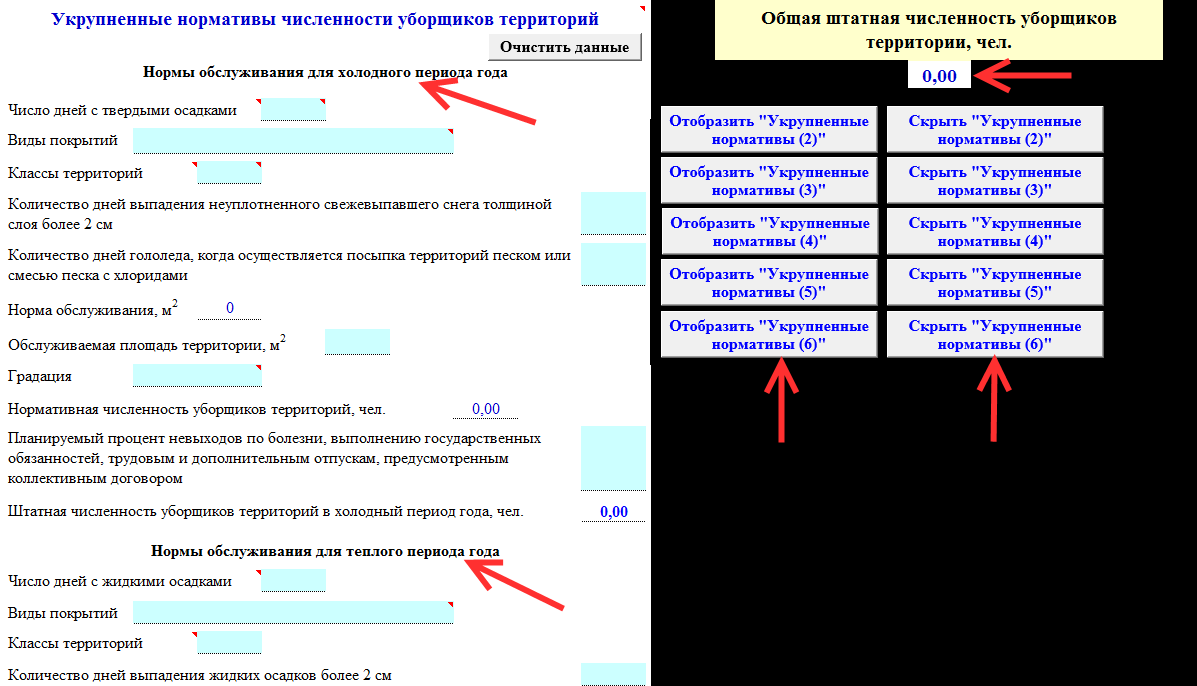 Укрупненные нормативы численности уборщиков территорий
Очистить данные
Нормы обслуживания для холодного периода года
Число дней с твердыми осадками
Виды покрытий
Классы территорий
Количество дней выпадения неуплотненного свежевыпавшего снега толщиной
слоя более 2 см
Количество дней гололеда, когда осуществляется посыпка территорий песком или
смесью песка с хлоридами
Норма обслуживания, м² 0
Обслуживаемая площадь территории, м²
Градация
Нормативная численность уборщиков территорий, чел. 0,00
Планируемый процент невыходов по болезни, выполнению государственных
обязанностей, трудовым и дополнительным отпускам, предусмотренным
коллективным договором
Штатная численность уборщиков территорий в холодный период года, чел. 0,00
Нормы обслуживания для теплого периода года
Число дней с жидкими осадками
Виды покрытий
Классы территорий
Количество дней выпадения жидких осадков более 2 см
Общая штатная численность уборщиков
территории, чел.
0,00
Отобразить "Укрупненные
нормативы (2)"
Скрыть "Укрупненные
нормативы (2)"
Отобразить "Укрупненные
нормативы (3)"
Скрыть "Укрупненные
нормативы (3)"
Отобразить "Укрупненные
нормативы (4)"
Скрыть "Укрупненные
нормативы (4)"
Отобразить "Укрупненные
нормативы (5)"
Скрыть "Укрупненные
нормативы (5)"
Отобразить "Укрупненные
нормативы (6)"
Скрыть "Укрупненные
нормативы (6)"